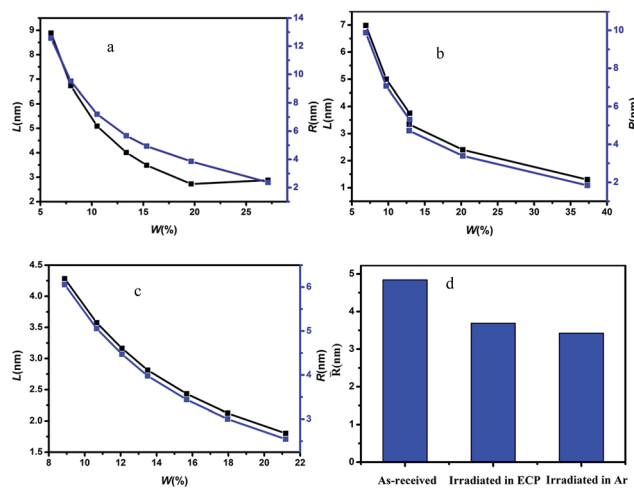 a
L(nm)
9
8
7
6
5
4
3
2
R(nm)
14
12
10
8
6
4
2
5 10 15 20 25
W(%)
b
L(nm)
7
6
5
4
3
2
1
R(nm)
10
8
6
4
2
5 10 15 20 25 30 35 40
W(%)
c
L(nm)
4.5
4.0
3.5
3.0
2.5
2.0
1.5
R(nm)
6
5
4
3
8 10 12 14 16 18 20 22
W(%)
d
R̅(nm)
5
4
3
2
1
0
As-received Irradiated in ECP Irradiated in Ar